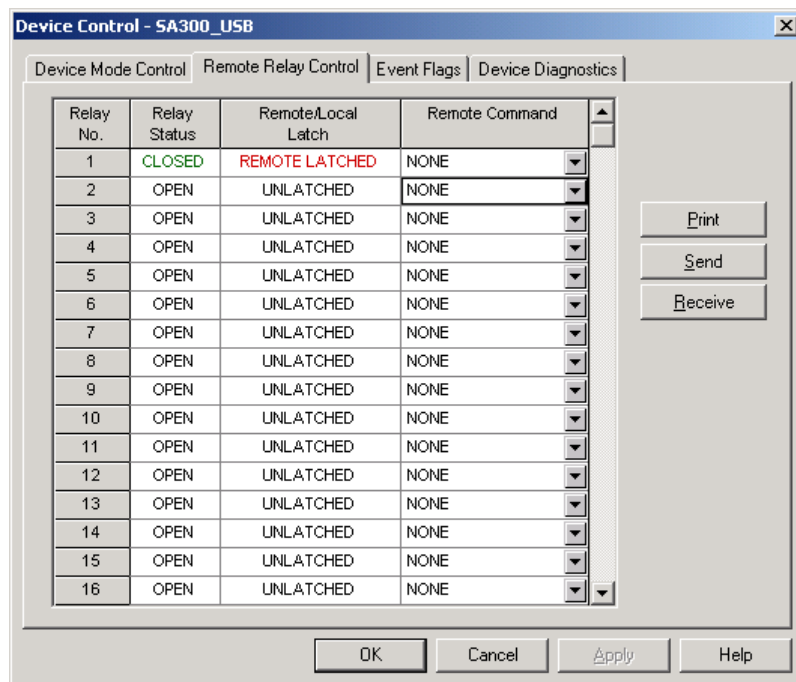 Device Control - SA300_USB
Device Mode Control Remote Relay Control Event Flags Device Diagnostics
Relay No. Relay Status Remote/Local Latch Remote Command
1 CLOSED REMOTE LATCHED NONE
2 OPEN UNLATCHED NONE
3 OPEN UNLATCHED NONE
4 OPEN UNLATCHED NONE
5 OPEN UNLATCHED NONE
6 OPEN UNLATCHED NONE
7 OPEN UNLATCHED NONE
8 OPEN UNLATCHED NONE
9 OPEN UNLATCHED NONE
10 OPEN UNLATCHED NONE
11 OPEN UNLATCHED NONE
12 OPEN UNLATCHED NONE
13 OPEN UNLATCHED NONE
14 OPEN UNLATCHED NONE
15 OPEN UNLATCHED NONE
16 OPEN UNLATCHED NONE
Print
Send
Receive
OK Cancel Apply Help